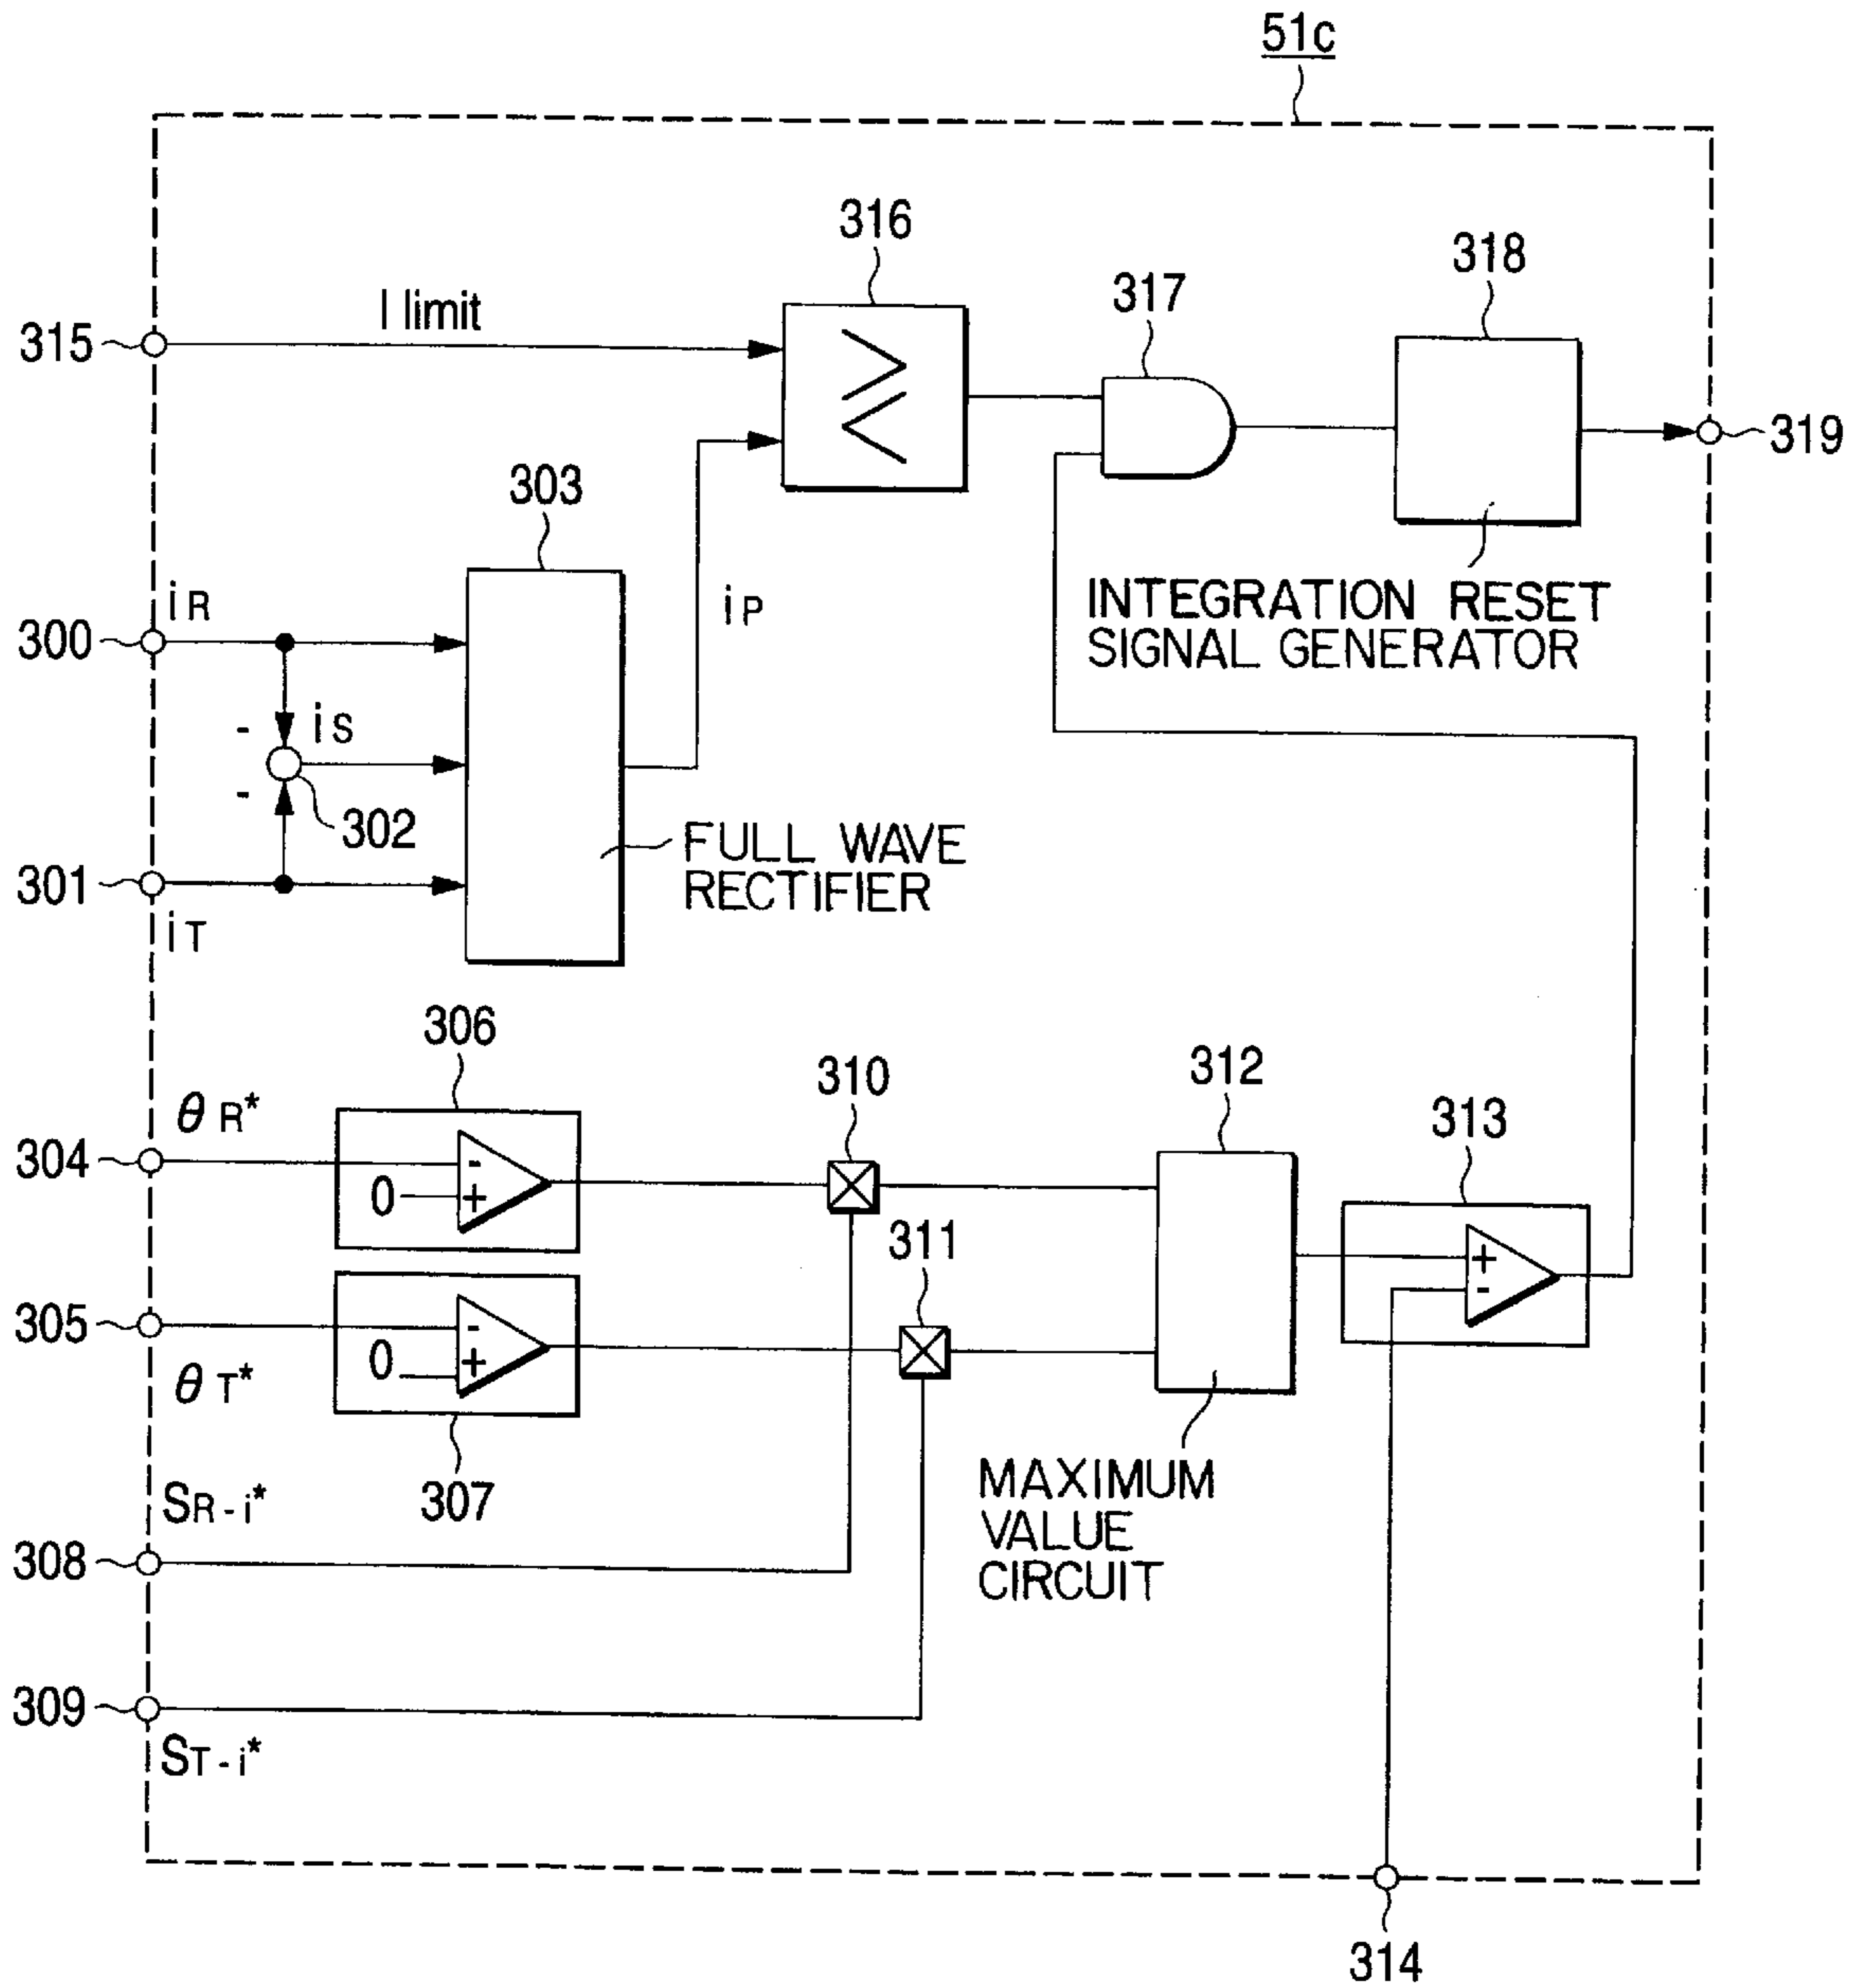 51c
316
318
317
I limit
315
319
303
iR
iP
INTEGRATION RESET
SIGNAL GENERATOR
300
-
iS
-
302
FULL WAVE
RECTIFIER
301
iT
306
310
312
θR*
313
304
-
0
+
311
+
-
305
-
0
+
θT*
MAXIMUM
VALUE
CIRCUIT
307
SR-i*
308
309
ST-i*
314